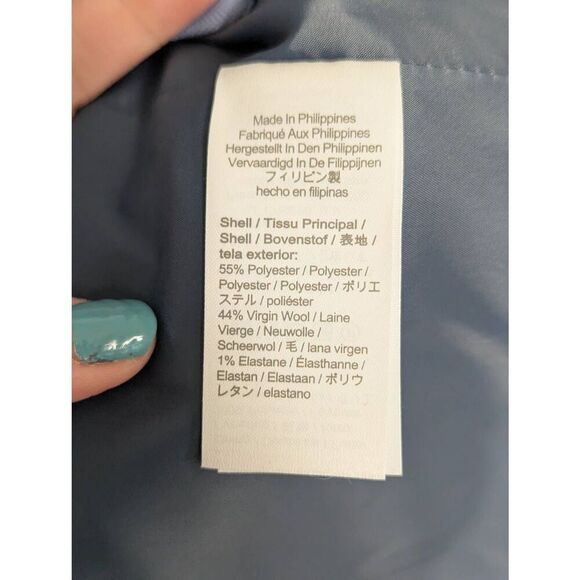 Made In Philippines
Fabriqué Aux Philippines
Hergestellt In Den Philippinen
Vervaardigd In De Filippijnen
フィリピン製
hecho en filipinas
Shell / Tissu Principal /
Shell / Bovenstof / 表地 /
tela exterior:
55% Polyester / Polyester /
Polyester / Polyester / ポリエ
ステル / poliéster
44% Virgin Wool / Laine
Vierge / Neuwolle /
Scheerwol / 毛 / lana virgen
1% Elastane / Élasthanne /
Elastan / Elastaan / ポリウ
レタン / elastano